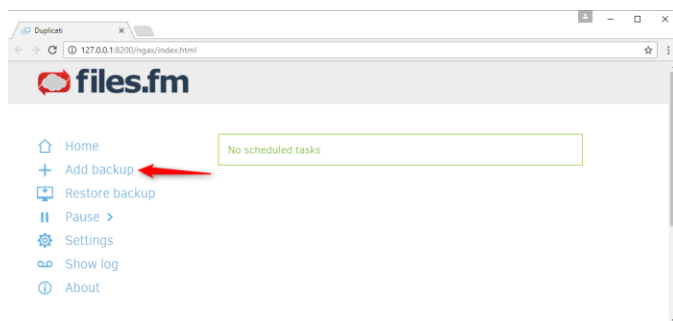 Duplicati
127.0.0.1:8200/ngax/index.html
files.fm
Home
No scheduled tasks
Add backup
Restore backup
Pause >
Settings
Show log
About